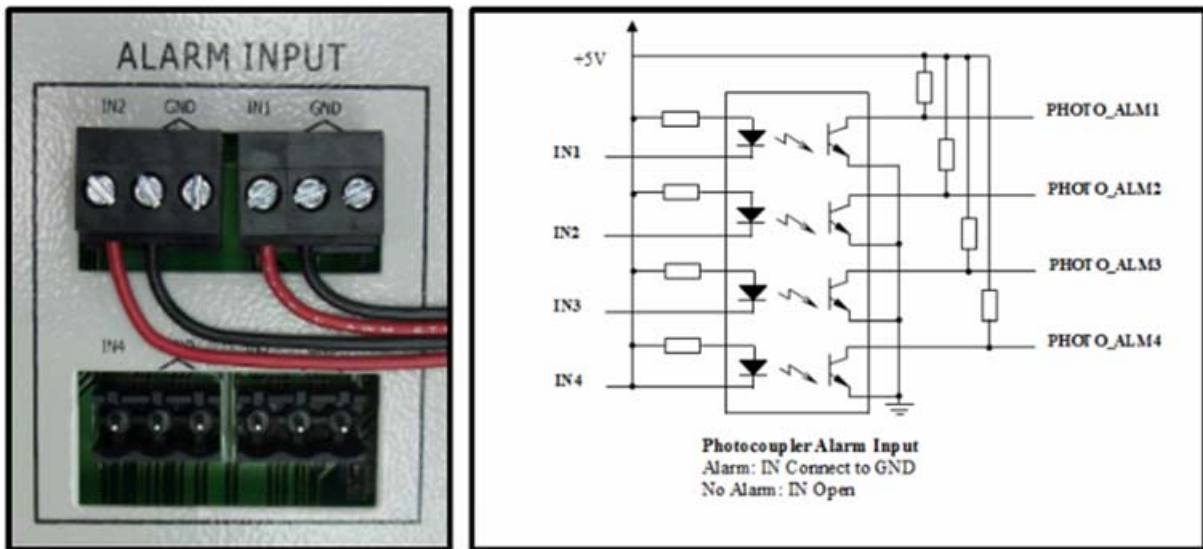 ALARM INPUT
IN2
GND
IN1
GND
IN4
+5V
IN1
IN2
IN3
IN4
PHOTO_ALM1
PHOTO_ALM2
PHOTO_ALM3
PHOTO_ALM4
Photocoupler Alarm Input
Alarm: IN Connect to GND
No Alarm: IN Open